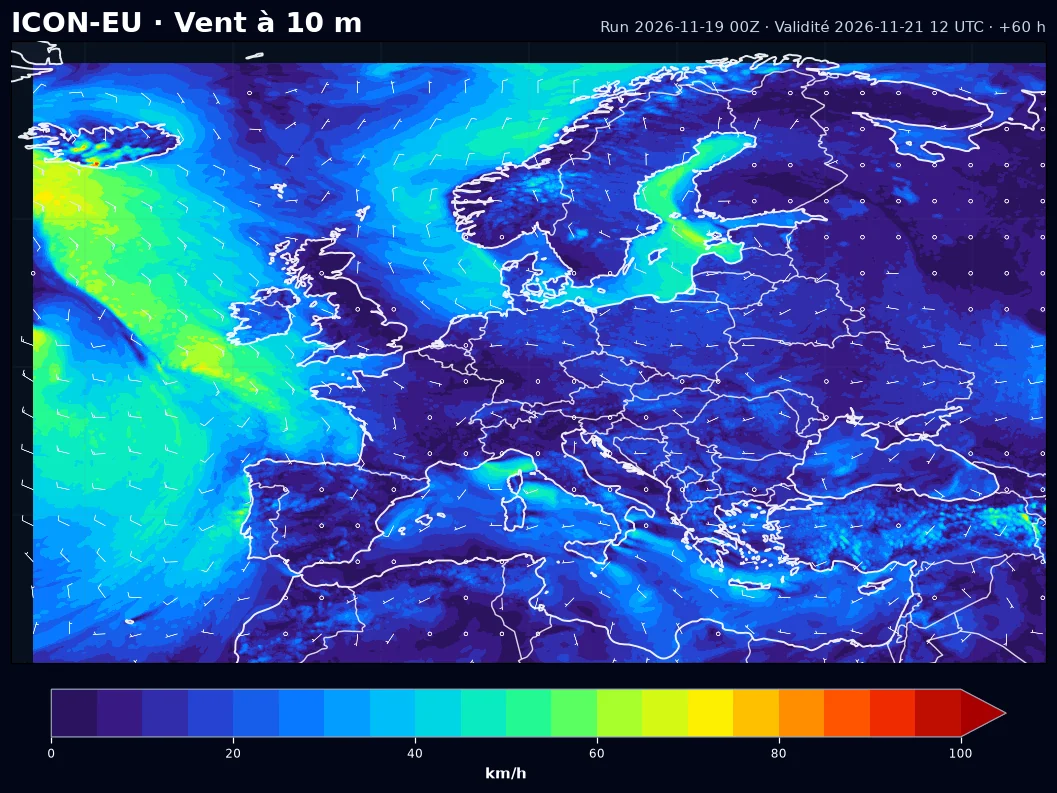 ICON-EU · Vent à 10 m
Run 2026-11-19 00Z · Validité 2026-11-21 12 UTC · +60 h
0 20 40 60 80 100
km/h